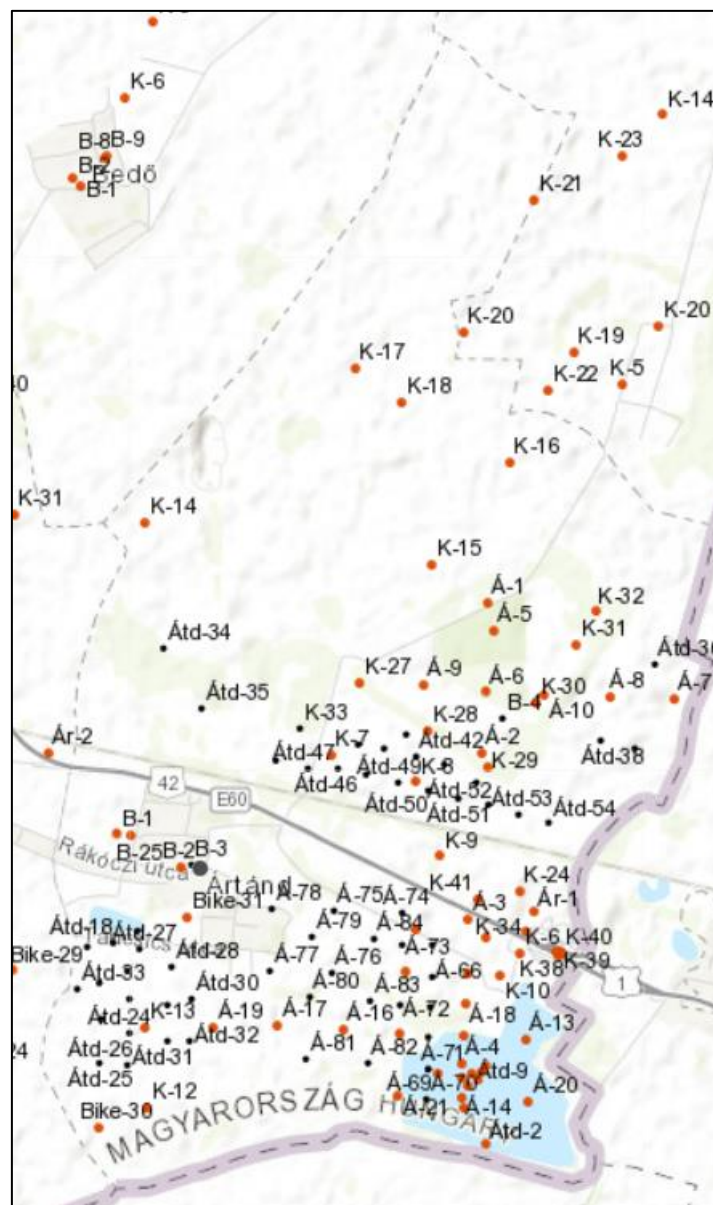 K-6
K-14
B-8
B-9
K-23
Bedő
B-2
B-1
K-21
K-20
K-20
K-19
K-17
K-22
K-5
K-18
K-16
K-31
K-14
K-15
Á-1
K-32
Á-5
K-31
Átd-34
K-27
Á-9
Á-6
K-30
Á-8
Á-7
Átd-35
B-4
Á-10
K-33
K-28
Ár-2
K-7
Átd-42
Á-2
Átd-38
Átd-47
Átd-49
K-8
K-29
Átd-46
42
E60
Átd-50
Átd-52
Átd-51
Átd-53
Átd-54
B-1
B-25
B-2
B-3
K-9
Rákóczi utca
Ártánd
K-41
K-24
Bike-31
Á-78
Á-75
Á-74
Á-3
Ár-1
Átd-18
Átd-27
Á-79
Á-84
K-34
K-6
K-40
Bike-29
Átd-28
Á-77
Á-76
Á-73
K-38
K-39
Átd-33
Átd-30
Á-80
Á-83
Á-66
K-10
1
Átd-24
K-13
Á-19
Á-17
Á-16
Á-72
Á-18
Á-13
Átd-26
Átd-31
Átd-32
Á-81
Á-82
Á-71
Á-4
Átd-25
Átd-9
K-12
Á-69
Á-70
Á-20
Bike-30
Á-21
Á-14
MAGYARORSZÁG HUNGARY
Átd-2